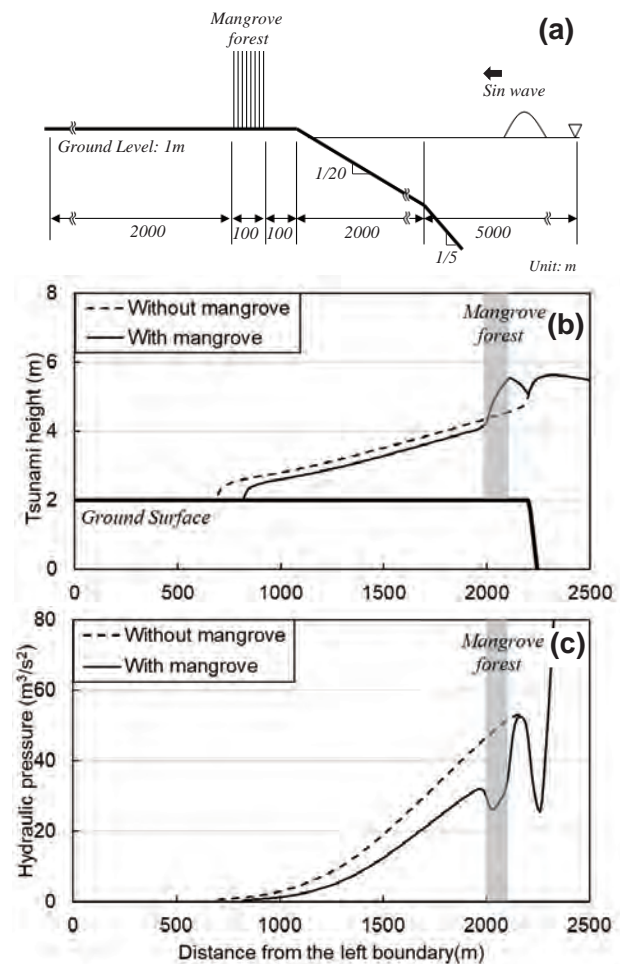 Mangrove
forest
(a)
Sin wave
Ground Level: 1m
1/20
2000
100
100
2000
5000
1/5
Unit: m
8
Without mangrove
With mangrove
Mangrove
forest
(b)
6
4
2
Ground Surface
0
Tsunami height (m)
0 500 1000 1500 2000 2500
80
Without mangrove
With mangrove
Mangrove
forest
(c)
60
40
20
0
Hydraulic pressure (m³/s²)
0 500 1000 1500 2000 2500
Distance from the left boundary(m)